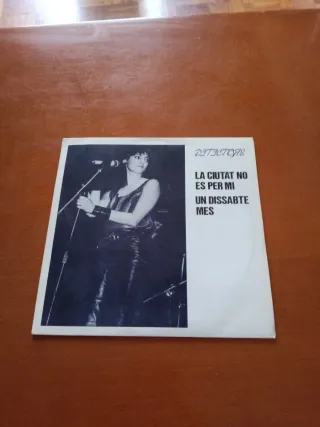 LA CIUTAT NO
ES PER MI
UN DISSABTE
MES